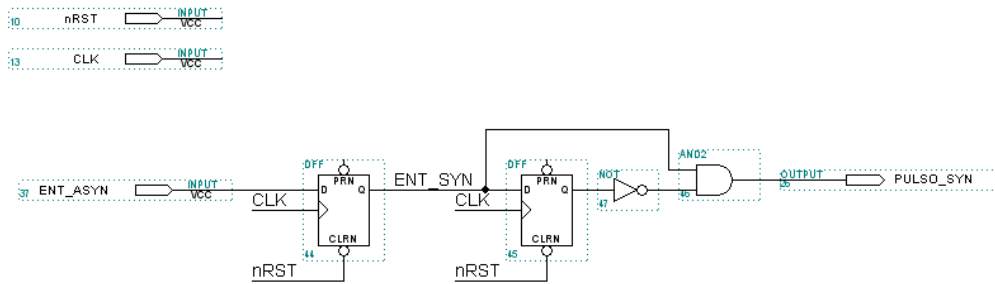 INPUT
10 nRST VCC
INPUT
13 CLK VCC
DFF DFF AND2
PRN PRN
37 ENT_ASYN INPUT VCC D Q ENT_SYN D Q NOT OUTPUT PULSO_SYN
CLK CLK 47 46 26
CLRN CLRN
44 45
nRST nRST